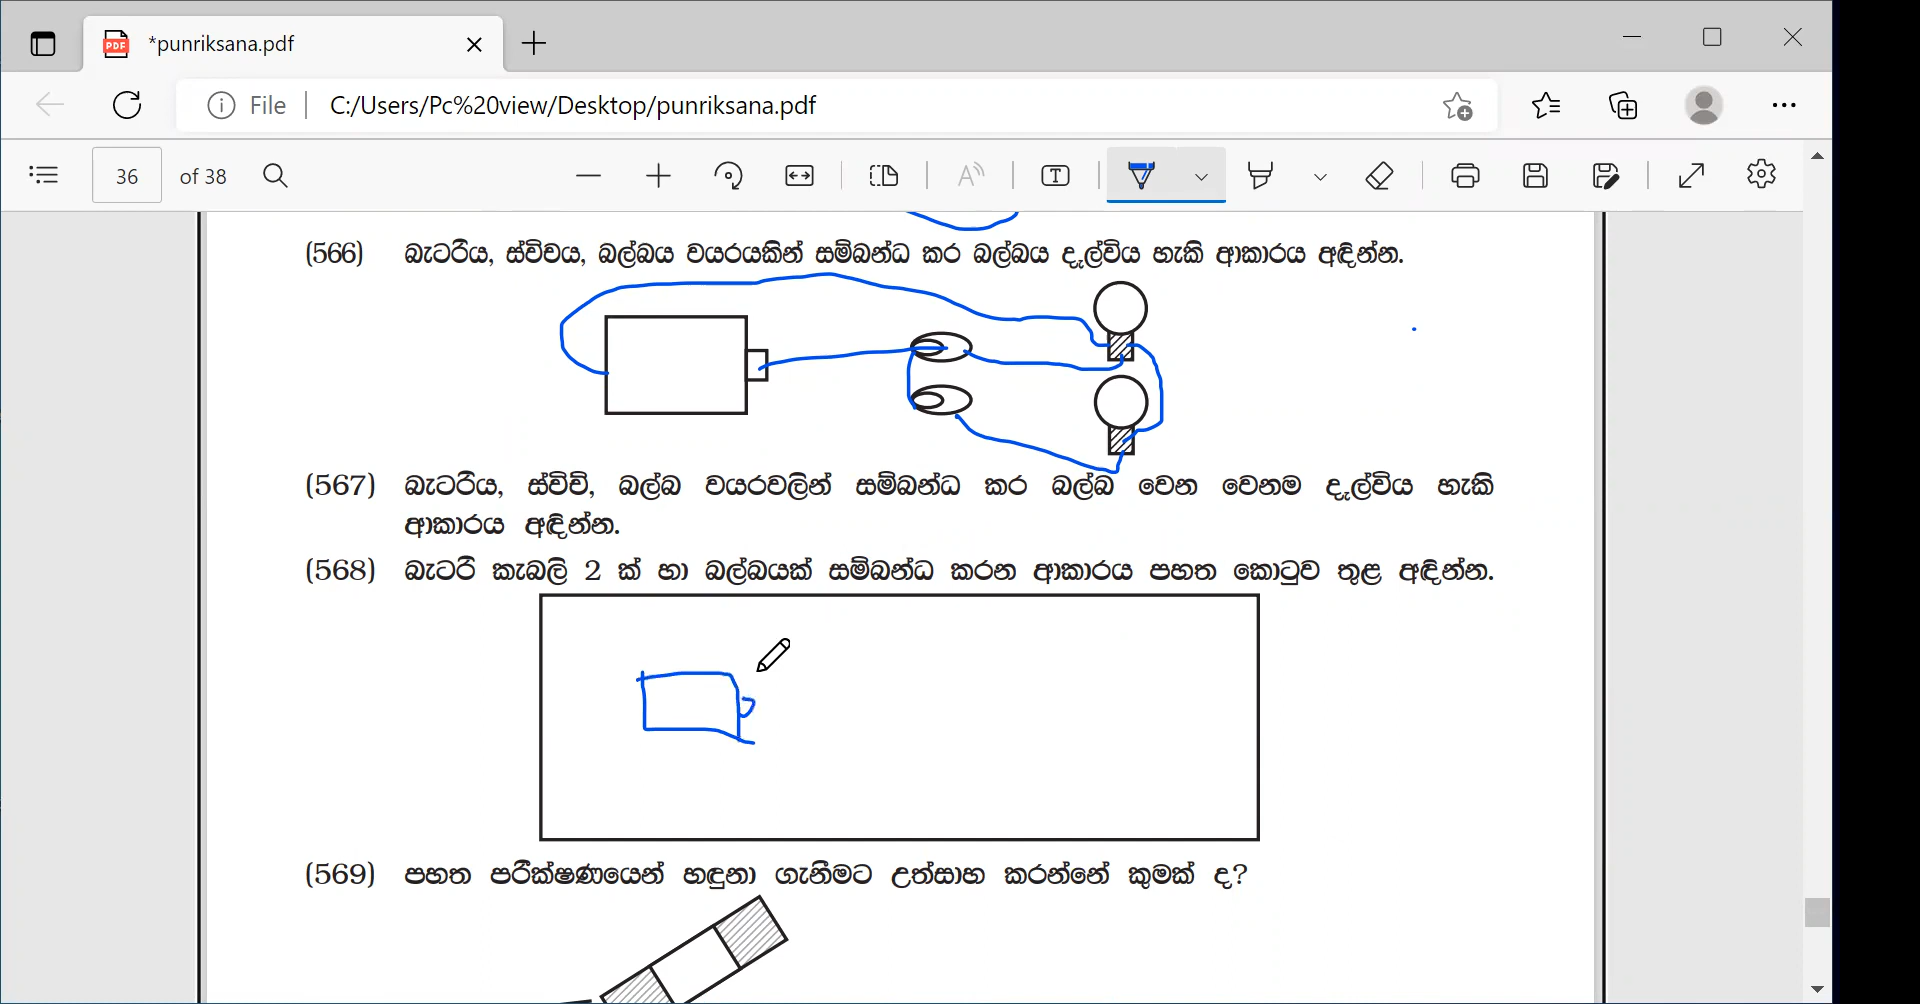 *punriksana.pdf
File
C:/Users/Pc%20view/Desktop/punriksana.pdf
36 of 38
(566) බැටරිය, ස්විචය, බල්බය වයරයකින් සම්බන්ධ කර බල්බය දැල්විය හැකි ආකාරය අඳින්න.
(567) බැටරිය, ස්විච්, බල්බ වයරවලින් සම්බන්ධ කර බල්බ වෙන වෙනම දැල්විය හැකි
ආකාරය අඳින්න.
(568) බැටරි කැබලි 2 ක් හා බල්බයක් සම්බන්ධ කරන ආකාරය පහත කොටුව තුළ අඳින්න.
(569) පහත පරීක්ෂණයෙන් හඳුනා ගැනීමට උත්සාහ කරන්නේ කුමක් ද?